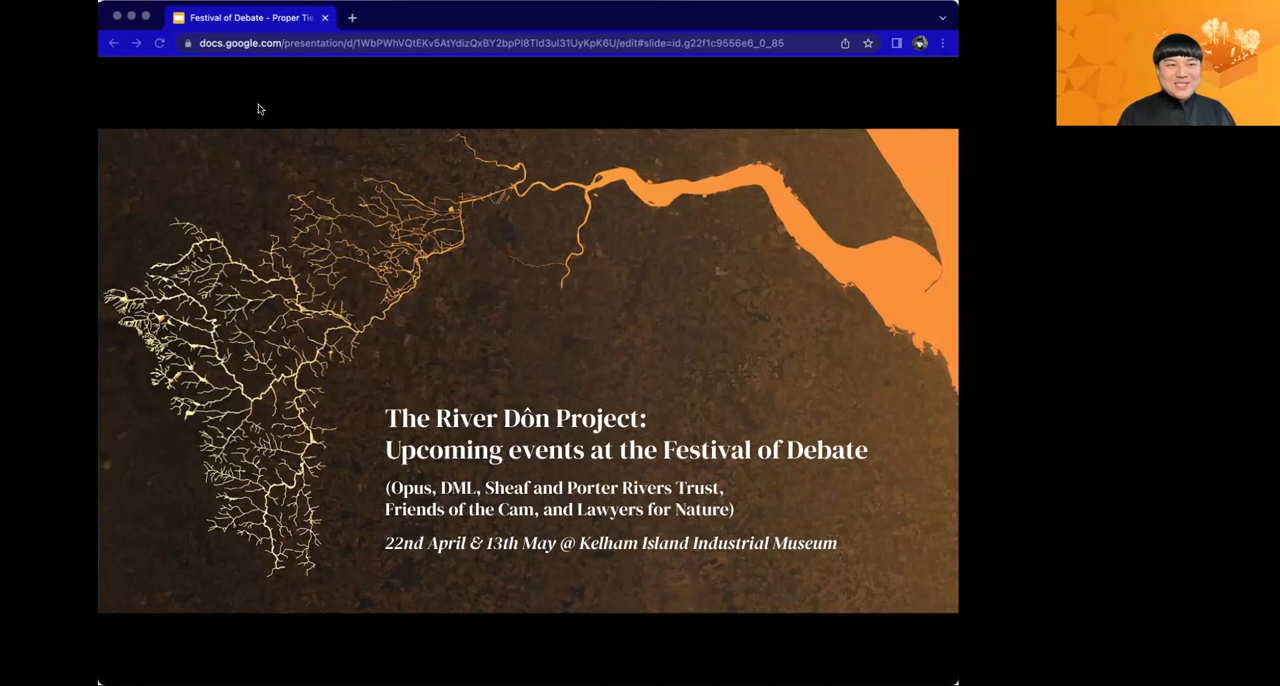 Festival of Debate - Proper Tie
docs.google.com/presentation/d/1WbPWhVQtEKv5AtYdizQxBY2bpPI8Tld3uI31UyKpK6U/edit#slide=id.g22f1c9556e6_0_85
The River Dôn Project:
Upcoming events at the Festival of Debate
(Opus, DML, Sheaf and Porter Rivers Trust,
Friends of the Cam, and Lawyers for Nature)
22nd April & 13th May @ Kelham Island Industrial Museum